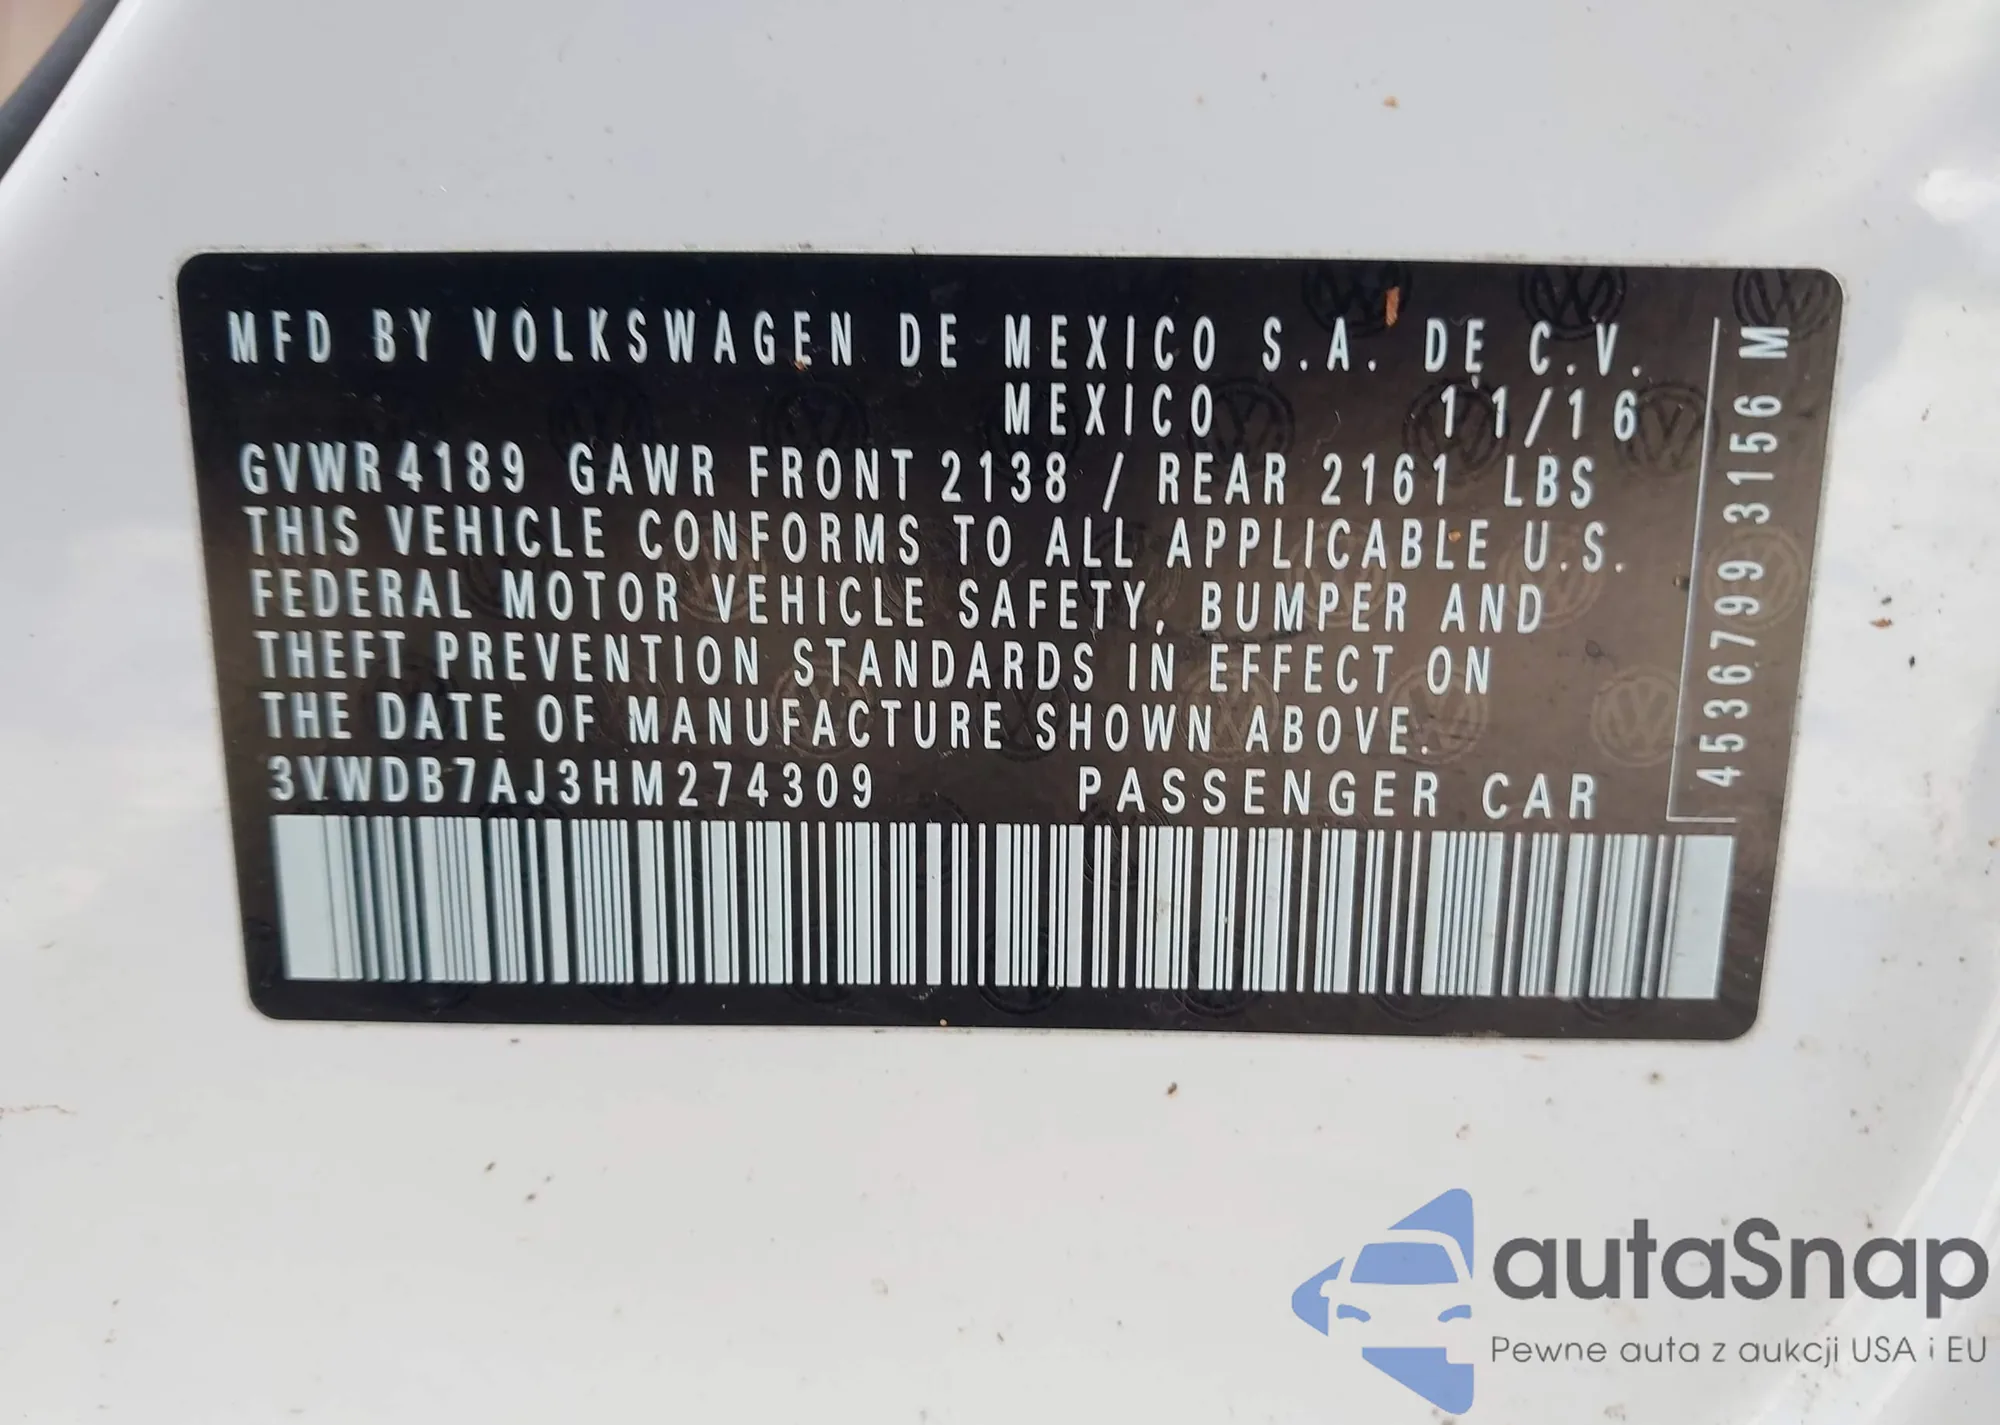 MFD BY VOLKSWAGEN DE MEXICO S.A. DE C.V.
MEXICO 11/16
GVWR 4189 GAWR FRONT 2138 / REAR 2161 LBS
THIS VEHICLE CONFORMS TO ALL APPLICABLE U.S.
FEDERAL MOTOR VEHICLE SAFETY, BUMPER AND
THEFT PREVENTION STANDARDS IN EFFECT ON
THE DATE OF MANUFACTURE SHOWN ABOVE.
3VWDB7AJ3HM274309 PASSENGER CAR
4536799 3156 M
autaSnap
Pewne auta z aukcji USA i EU